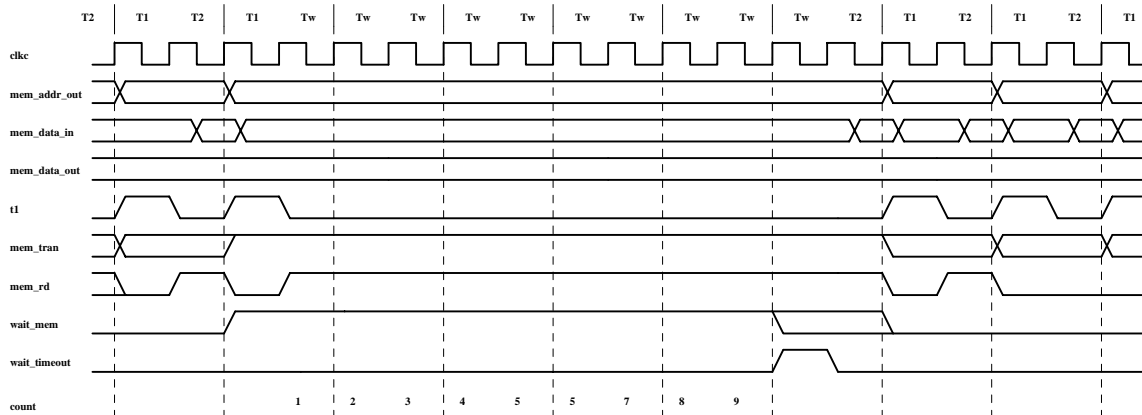 T2 T1 T2 T1 Tw Tw Tw Tw Tw Tw Tw Tw Tw Tw T2 T1 T2 T1 T2 T1
clkc
mem_addr_out
mem_data_in
mem_data_out
t1
mem_tran
mem_rd
wait_mem
wait_timeout
count 1 2 3 4 5 5 7 8 9